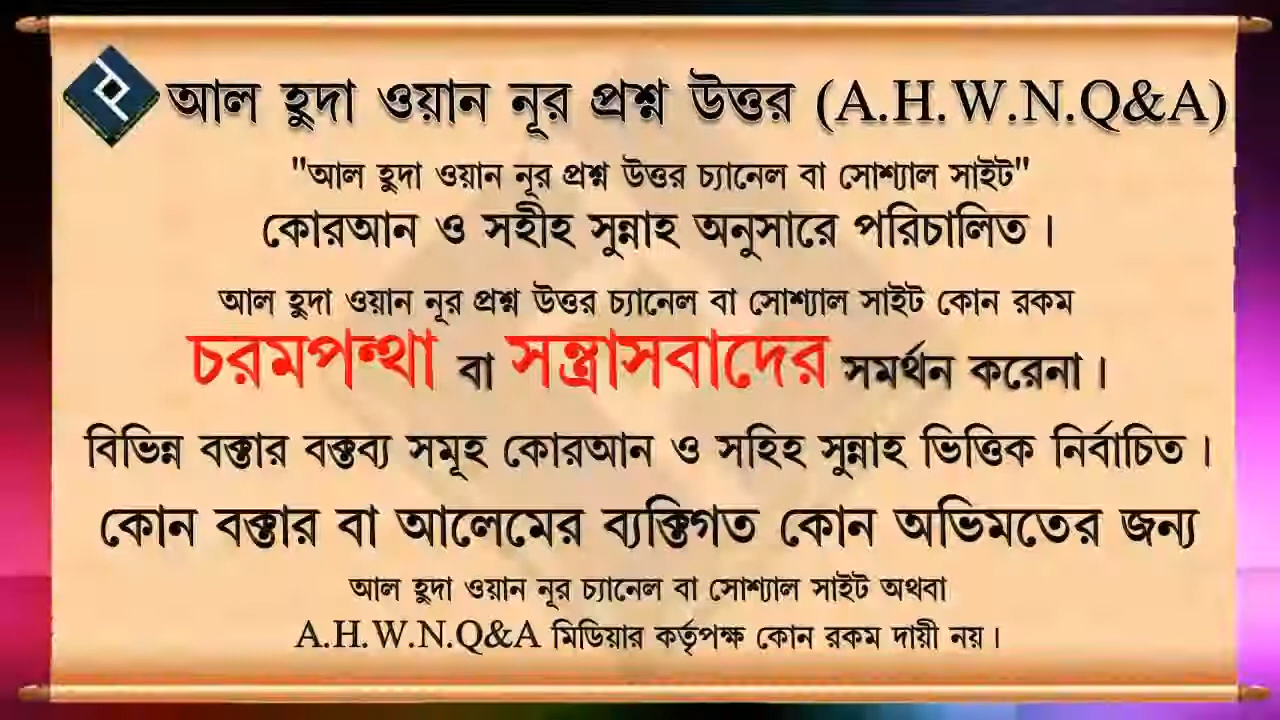 আল হুদা ওয়ান নূর প্রশ্ন উত্তর (A.H.W.N.Q&A)
"আল হুদা ওয়ান নূর প্রশ্ন উত্তর চ্যানেল বা সোশ্যাল সাইট"
কোরআন ও সহীহ সুন্নাহ অনুসারে পরিচালিত।
আল হুদা ওয়ান নূর প্রশ্ন উত্তর চ্যানেল বা সোশ্যাল সাইট কোন রকম
চরমপন্থা বা সন্ত্রাসবাদের সমর্থন করেনা।
বিভিন্ন বক্তার বক্তব্য সমূহ কোরআন ও সহিহ সুন্নাহ ভিত্তিক নির্বাচিত।
কোন বক্তার বা আলেমের ব্যক্তিগত কোন অভিমতের জন্য
আল হুদা ওয়ান নূর চ্যানেল বা সোশ্যাল সাইট অথবা
A.H.W.N.Q&A মিডিয়ার কর্তৃপক্ষ কোন রকম দায়ী নয়।